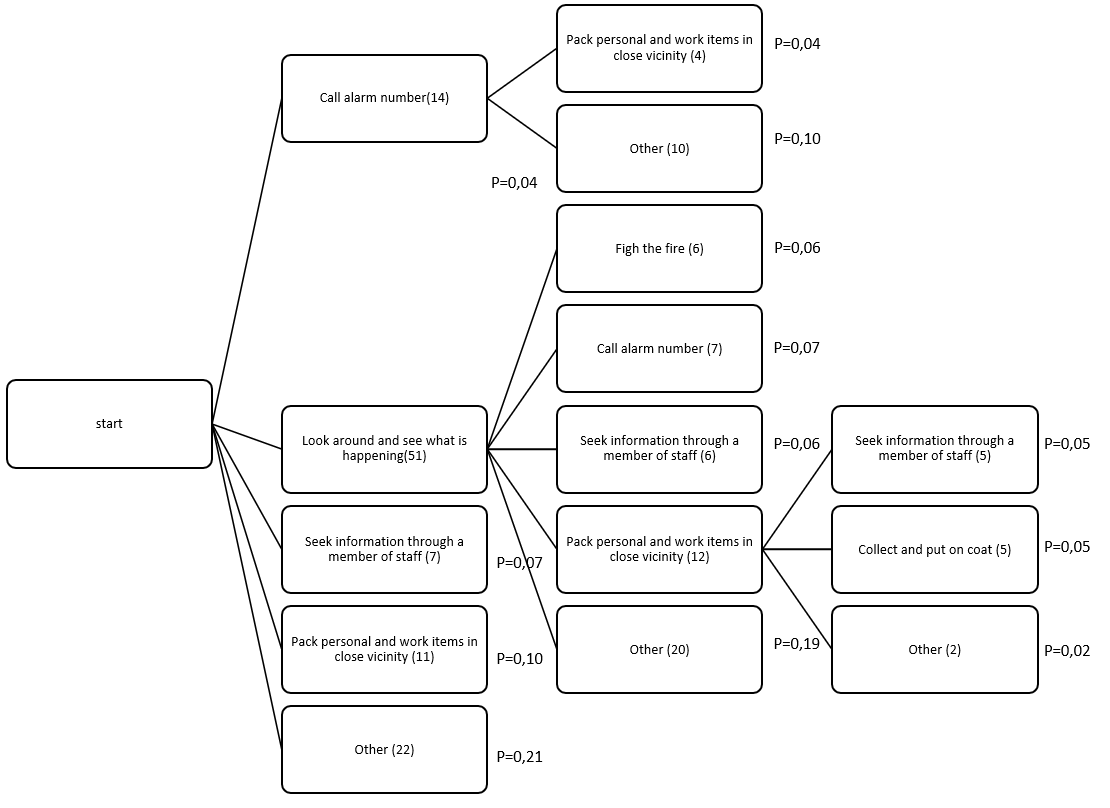 start
Call alarm number(14)
Pack personal and work items in
close vicinity (4)
P=0,04
Other (10)
P=0,10
P=0,04
Look around and see what is
happening(51)
Figh the fire (6)
P=0,06
Call alarm number (7)
P=0,07
Seek information through a
member of staff (6)
P=0,06
Pack personal and work items in
close vicinity (12)
Seek information through a
member of staff (5)
P=0,05
Collect and put on coat (5)
P=0,05
Other (2)
P=0,02
Other (20)
P=0,19
Seek information through a
member of staff (7)
P=0,07
Pack personal and work items in
close vicinity (11)
P=0,10
Other (22)
P=0,21